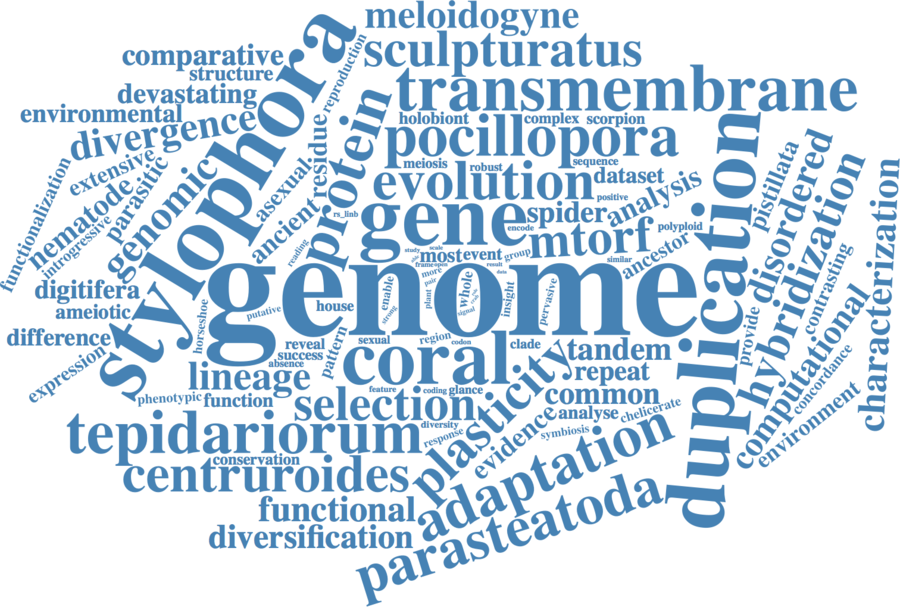 meloidogyne
comparative
sculpturatus
structure
reproduction
devastating
transmembrane
environmental
divergence
stylophora
holobiont
complex
scorpion
pocillopora
protein
residue
extensive
asexual
meiosis
robust
sequence
evolution
dataset
functionalization
nematode
parasitic
genomic
introgressive
ancient
rs_linb
gene
encode
positive
spider
analysis
pistillata
disordered
duplication
hybridization
characterization
mtorf
polyploid
reading
study
scale
frame
open
most
event
group
similar
ancestor
genome
digitifera
ameiotic
difference
horseshoe
putative
house
enable
strong
more
pair
plant
result
data
whole
signal
insight
pervasive
contrasting
provide
computational
concordance
environment
expression
reveal
success
absence
pattern
sexual
region
codon
clade
tandem
coral
lineage
repeat
phenotypic
function
feature
coding
glance
common
selection
plasticity
analyse
chelicerate
diversity
evidence
tepidariorum
response
symbiosis
conservation
centruroides
adaptation
functional
diversification
parasteatoda